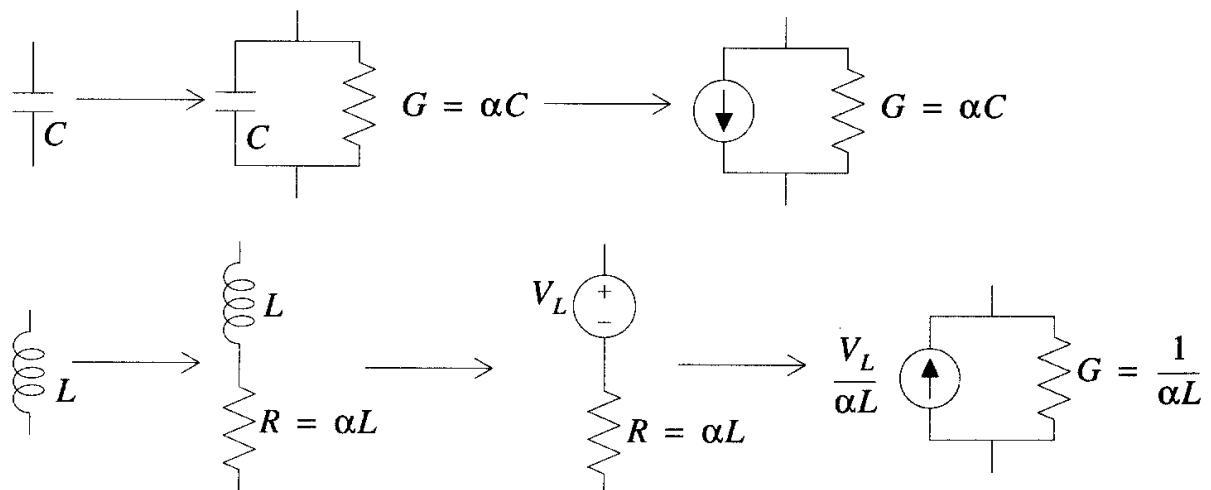 C
C
G = αC
G = αC
L
L
R = αL
V_L
+
−
R = αL
V_L
αL
G = 1
αL